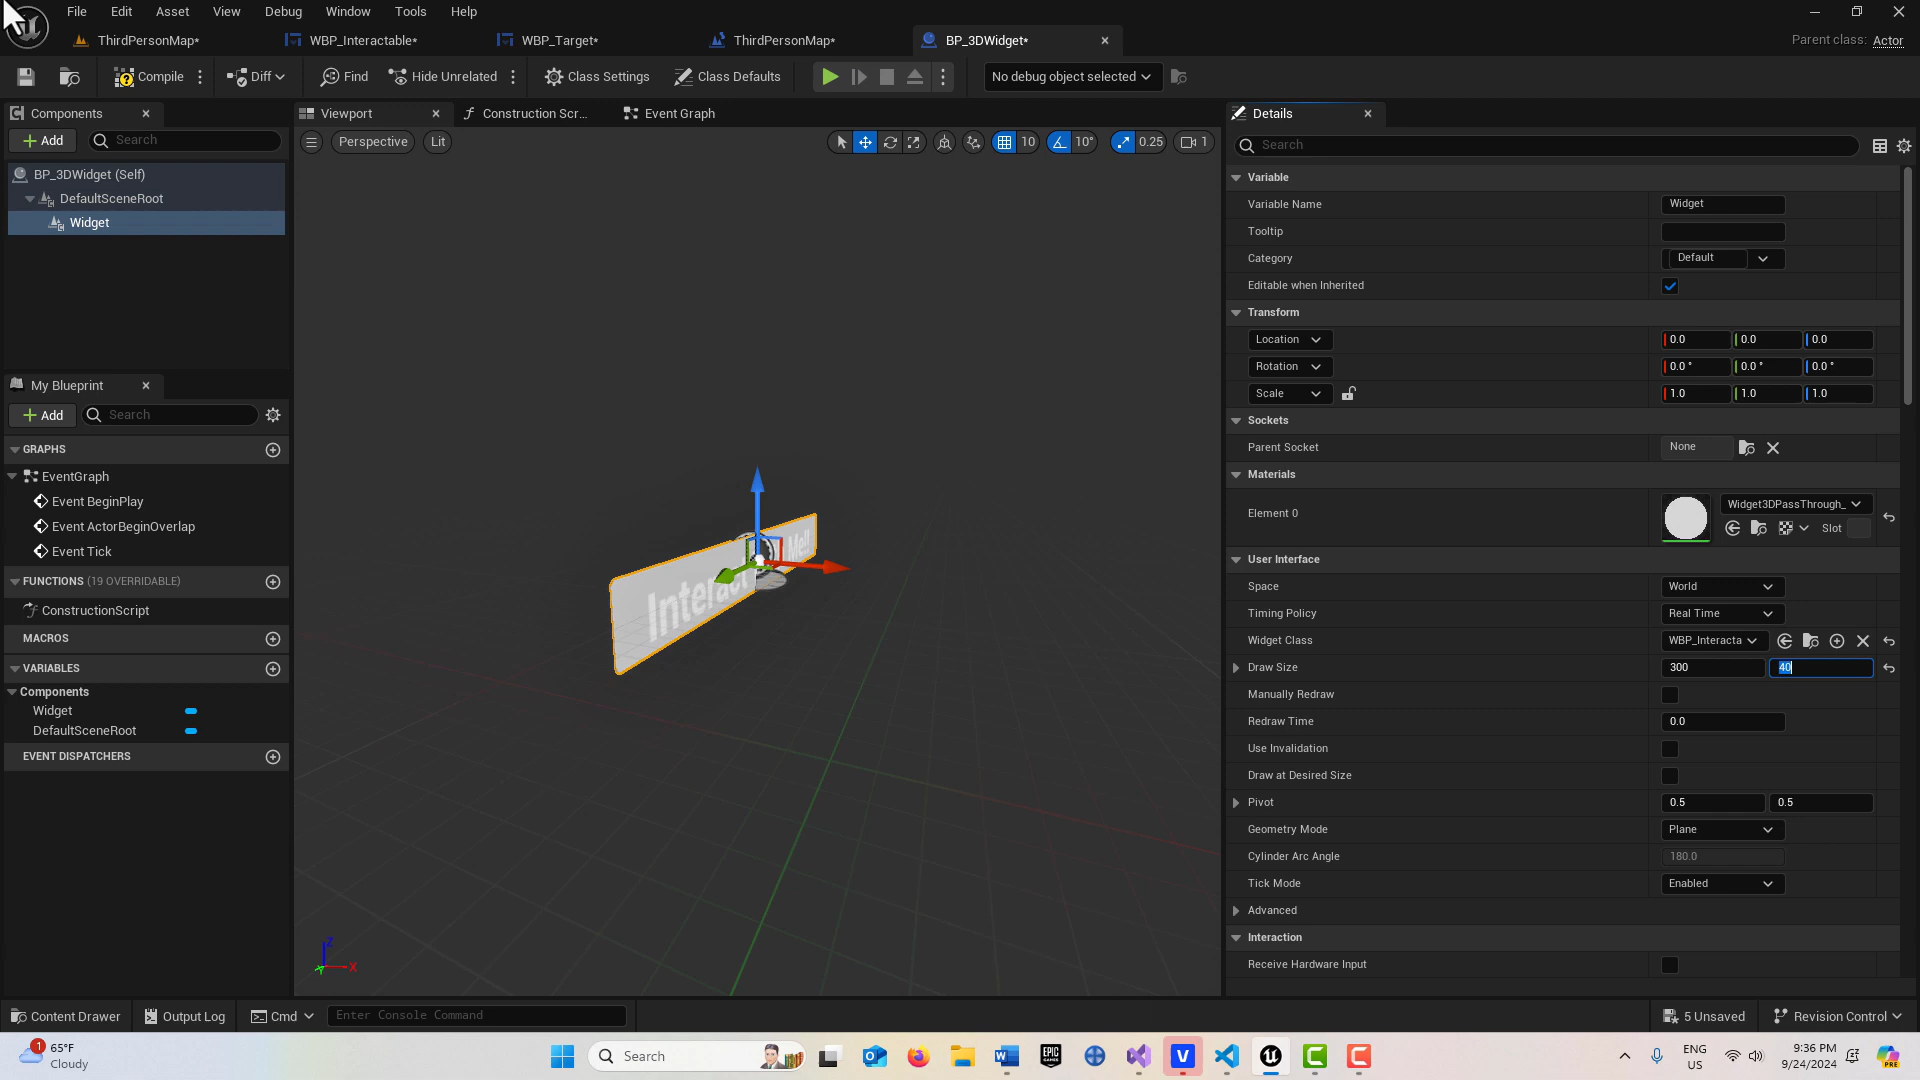 File Edit Asset View Debug Window Tools Help
ThirdPersonMap* WBP_Interactable* WBP_Target* ThirdPersonMap* BP_3DWidget* Parent class: Actor
Compile Diff Find Hide Unrelated Class Settings Class Defaults No debug object selected
Components Viewport Construction Scr... Event Graph Details
Add Search Perspective Lit 10 10° 0.25 1 Search
BP_3DWidget (Self)
DefaultSceneRoot
Widget
Variable
Variable Name Widget
Tooltip
Category Default
Editable when Inherited
Transform
Location 0.0 0.0 0.0
Rotation 0.0 ° 0.0 ° 0.0 °
Scale 1.0 1.0 1.0
Sockets
Parent Socket None
Materials
Element 0 Widget3DPassThrough_
Slot
User Interface
Space World
Timing Policy Real Time
Widget Class WBP_Interacta
Draw Size 300 40
Manually Redraw
Redraw Time 0.0
Use Invalidation
Draw at Desired Size
Pivot 0.5 0.5
Geometry Mode Plane
Cylinder Arc Angle 180.0
Tick Mode Enabled
Advanced
Interaction
Receive Hardware Input
My Blueprint
Add Search
GRAPHS
EventGraph
Event BeginPlay
Event ActorBeginOverlap
Event Tick
FUNCTIONS (19 OVERRIDABLE)
ConstructionScript
MACROS
VARIABLES
Components
Widget
DefaultSceneRoot
EVENT DISPATCHERS
Interact Me!!
Z
X
Y
Content Drawer Output Log Cmd Enter Console Command 5 Unsaved Revision Control
1 65°F
Cloudy
Search
EPIC GAMES
V
PRE
ENG
US
9:36 PM
9/24/2024